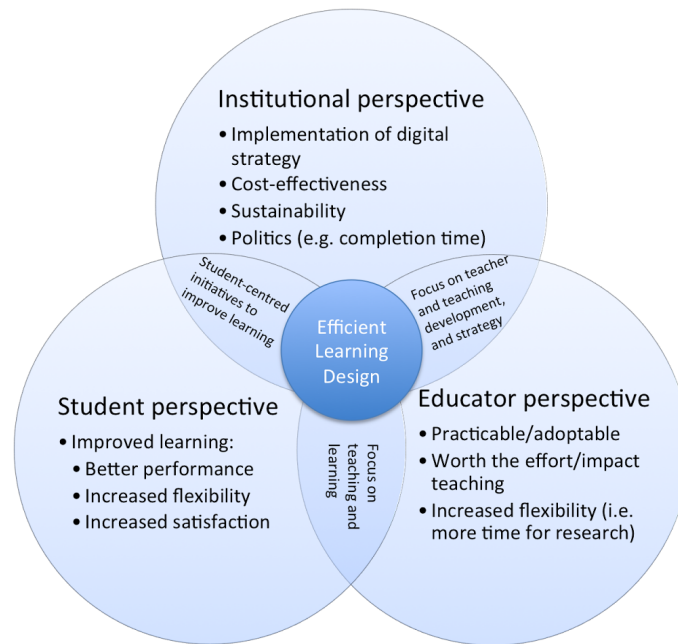 Institutional perspective
• Implementation of digital
strategy
• Cost-effectiveness
• Sustainability
• Politics (e.g. completion time)
Student-centred
initiatives to
improve learning
Focus on teacher
and teaching
development,
and strategy
Efficient
Learning
Design
Student perspective
• Improved learning:
• Better performance
• Increased flexibility
• Increased satisfaction
Focus on
teaching and
learning
Educator perspective
• Practicable/adoptable
• Worth the effort/impact
teaching
• Increased flexibility (i.e.
more time for research)